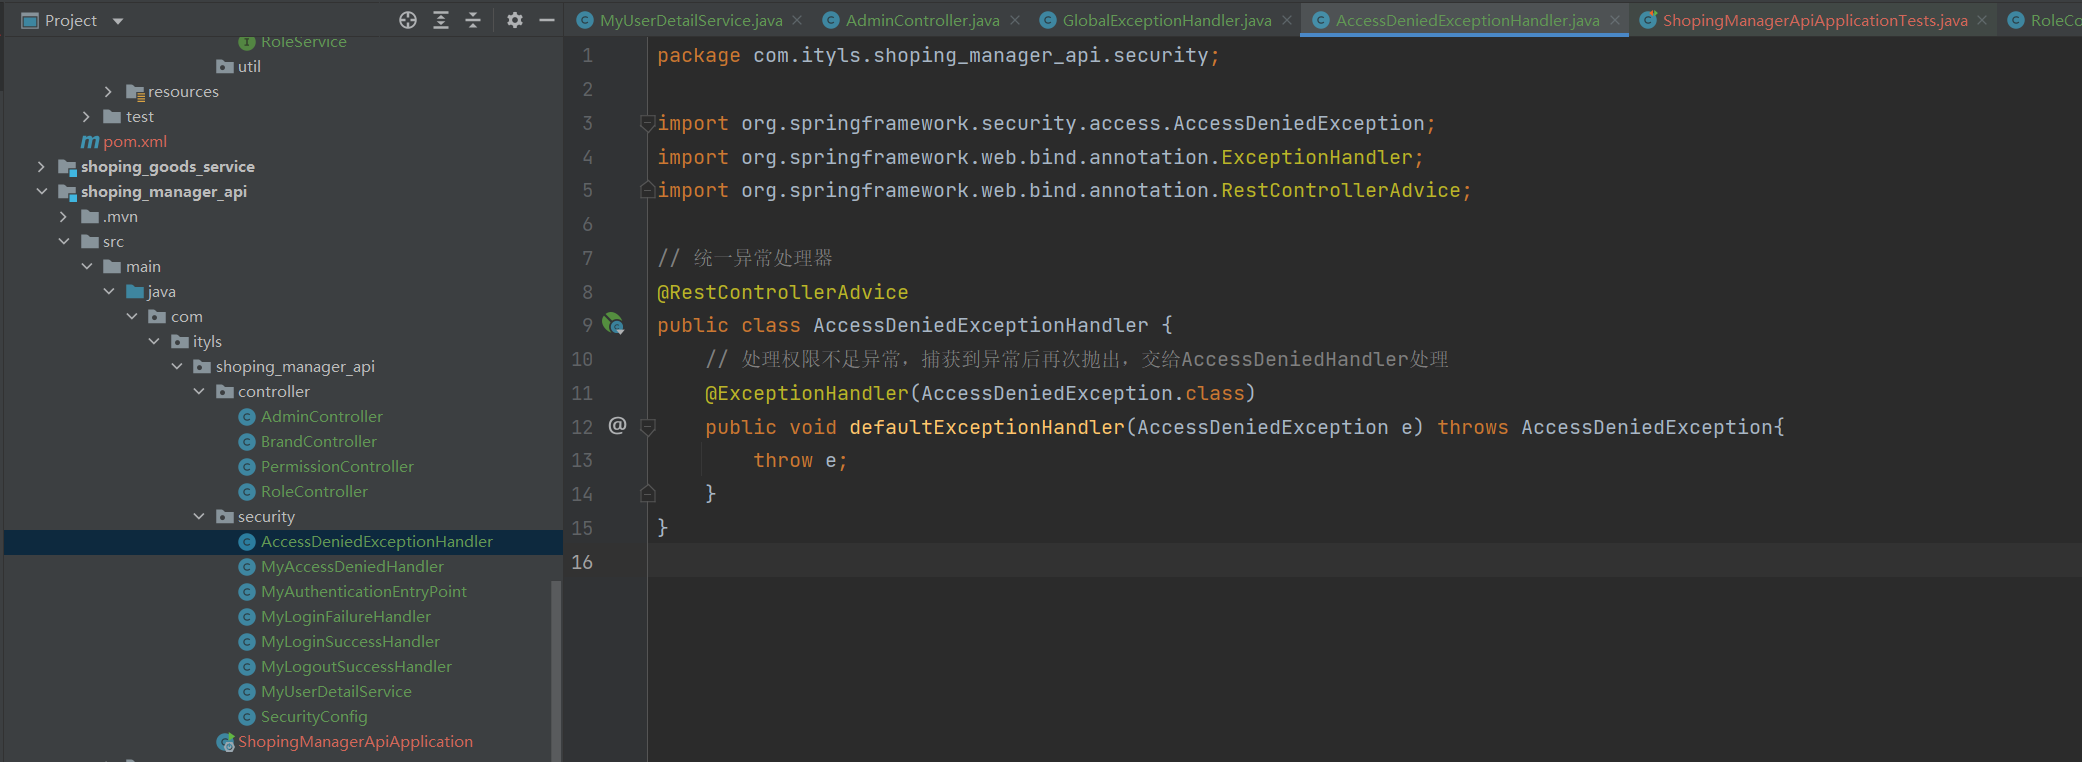 Project
RoleService
util
resources
test
pom.xml
shoping_goods_service
shoping_manager_api
.mvn
src
main
java
com
ityls
shoping_manager_api
controller
AdminController
BrandController
PermissionController
RoleController
security
AccessDeniedExceptionHandler
MyAccessDeniedHandler
MyAuthenticationEntryPoint
MyLoginFailureHandler
MyLoginSuccessHandler
MyLogoutSuccessHandler
MyUserDetailService
SecurityConfig
ShopingManagerApiApplication
MyUserDetailService.java AdminController.java GlobalExceptionHandler.java AccessDeniedExceptionHandler.java ShopingManagerApiApplicationTests.java RoleCo
1 package com.ityls.shoping_manager_api.security;
2
3 import org.springframework.security.access.AccessDeniedException;
4 import org.springframework.web.bind.annotation.ExceptionHandler;
5 import org.springframework.web.bind.annotation.RestControllerAdvice;
6
7 // 统一异常处理器
8 @RestControllerAdvice
9 public class AccessDeniedExceptionHandler {
10 // 处理权限不足异常，捕获到异常后再次抛出，交给AccessDeniedHandler处理
11 @ExceptionHandler(AccessDeniedException.class)
12 @ public void defaultExceptionHandler(AccessDeniedException e) throws AccessDeniedException{
13 throw e;
14 }
15 }
16